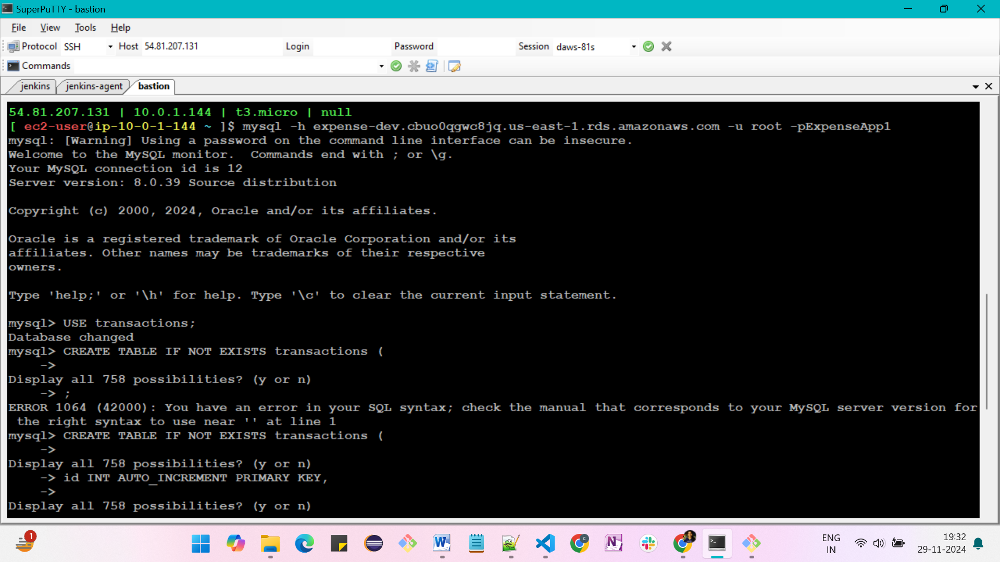 SuperPuTTY - bastion
File View Tools Help
Protocol SSH Host 54.81.207.131 Login Password Session daws-81s
Commands
jenkins jenkins-agent bastion
54.81.207.131 | 10.0.1.144 | t3.micro | null
[ ec2-user@ip-10-0-1-144 ~ ]$ mysql -h expense-dev.cbuo0qgwc8jq.us-east-1.rds.amazonaws.com -u root -pExpenseApp1
mysql: [Warning] Using a password on the command line interface can be insecure.
Welcome to the MySQL monitor.  Commands end with ; or \g.
Your MySQL connection id is 12
Server version: 8.0.39 Source distribution
Copyright (c) 2000, 2024, Oracle and/or its affiliates.
Oracle is a registered trademark of Oracle Corporation and/or its
affiliates. Other names may be trademarks of their respective
owners.
Type 'help;' or '\h' for help. Type '\c' to clear the current input statement.
mysql> USE transactions;
Database changed
mysql> CREATE TABLE IF NOT EXISTS transactions (
    ->
Display all 758 possibilities? (y or n)
    -> ;
ERROR 1064 (42000): You have an error in your SQL syntax; check the manual that corresponds to your MySQL server version for
 the right syntax to use near '' at line 1
mysql> CREATE TABLE IF NOT EXISTS transactions (
    ->
Display all 758 possibilities? (y or n)
    -> id INT AUTO_INCREMENT PRIMARY KEY,
    ->
Display all 758 possibilities? (y or n)
1
ENG
IN
19:32
29-11-2024